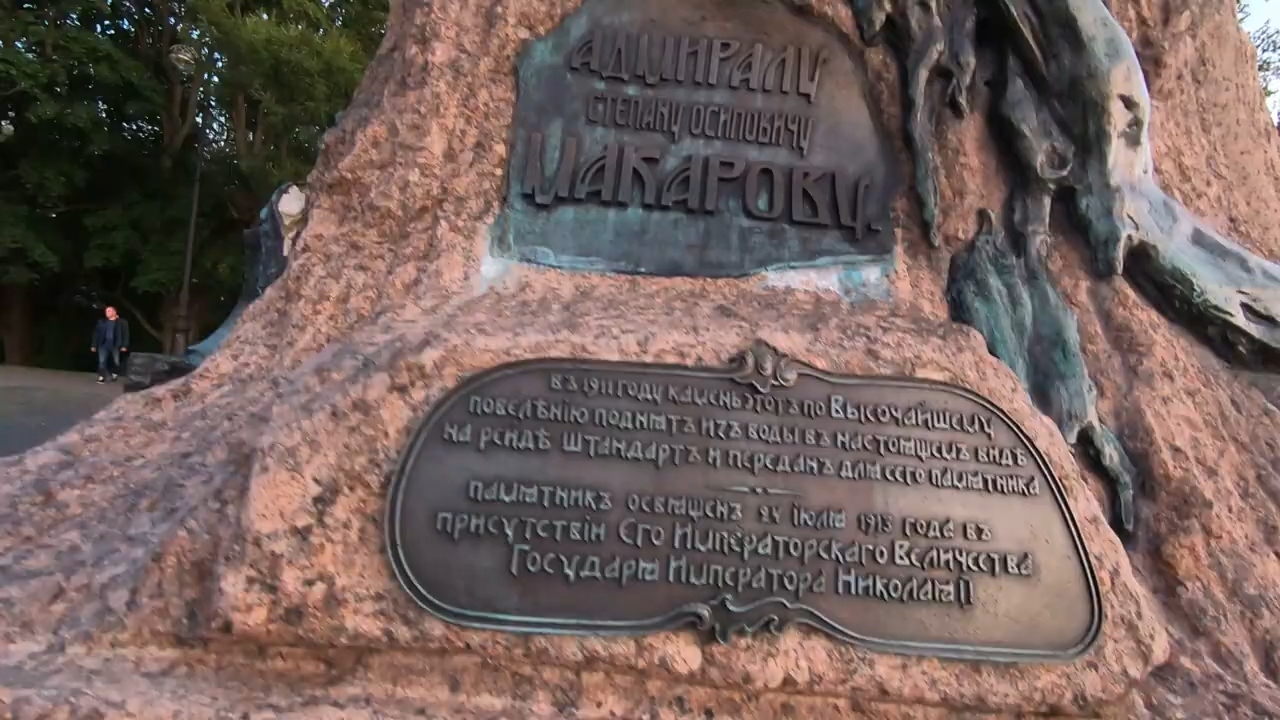 АДМИРАЛУ
СТЕПАНУ ОСИПОВИЧУ
МАКАРОВУ.
ВЪ 1911 ГОДУ КАМЕНЬ ЭТОТЪ ПО ВЫСОЧАЙШЕМУ
ПОВЕЛѢНІЮ ПОДНЯТЪ ИЗЪ ВОДЫ ВЪ НАСТОЯЩЕМЪ ВИДѢ
НА РЕЙДѢ ШТАНДАРТЪ И ПЕРЕДАНЪ ДЛЯ СЕГО ПАМЯТНИКА
ПАМЯТНИКЪ ОСВЯЩЕНЪ 24 ІЮЛЯ 1913 ГОДА ВЪ
ПРИСУТСТВІИ ЕГО ИМПЕРАТОРСКАГО ВЕЛИЧЕСТВА
ГОСУДАРЯ ИМПЕРАТОРА НИКОЛАЯ II